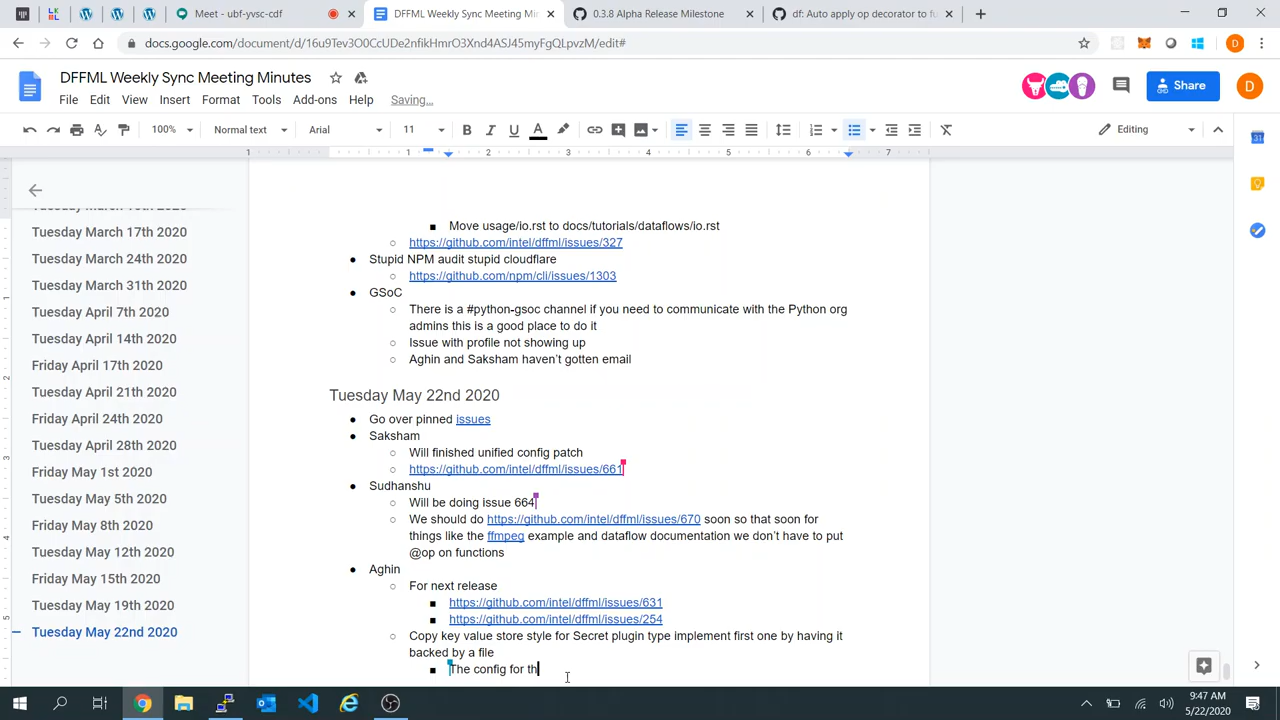 Meet - ubf-yvsc-cdf
DFFML Weekly Sync Meeting Min
0.3.8 Alpha Release Milestone
df: Auto apply op decorator to fu
docs.google.com/document/d/16u9Tev3O0CcUDe2nfikHmrO3Xnd4ASJ45myFgQLpvzM/edit#
D
DFFML Weekly Sync Meeting Minutes
File Edit View Insert Format Tools Add-ons Help Saving...
Share
D
100% Normal text Arial 11 B I U A Editing
1 1 2 3 4 5 6 7
Tuesday March 17th 2020
Tuesday March 24th 2020
Tuesday March 31th 2020
Tuesday April 7th 2020
Tuesday April 14th 2020
Friday April 17th 2020
Tuesday April 21th 2020
Friday April 24th 2020
Tuesday April 28th 2020
Friday May 1st 2020
Tuesday May 5th 2020
Friday May 8th 2020
Tuesday May 12th 2020
Friday May 15th 2020
Tuesday May 19th 2020
Tuesday May 22nd 2020
Move usage/io.rst to docs/tutorials/dataflows/io.rst
https://github.com/intel/dffml/issues/327
Stupid NPM audit stupid cloudflare
https://github.com/npm/cli/issues/1303
GSoC
There is a #python-gsoc channel if you need to communicate with the Python org
admins this is a good place to do it
Issue with profile not showing up
Aghin and Saksham haven't gotten email
Tuesday May 22nd 2020
Go over pinned issues
Saksham
Will finished unified config patch
https://github.com/intel/dffml/issues/661
Sudhanshu
Will be doing issue 664
We should do https://github.com/intel/dffml/issues/670 soon so that soon for
things like the ffmpeg example and dataflow documentation we don't have to put
@op on functions
Aghin
For next release
https://github.com/intel/dffml/issues/631
https://github.com/intel/dffml/issues/254
Copy key value store style for Secret plugin type implement first one by having it
backed by a file
The config for th
1
2
3
4
5
9:47 AM
5/22/2020